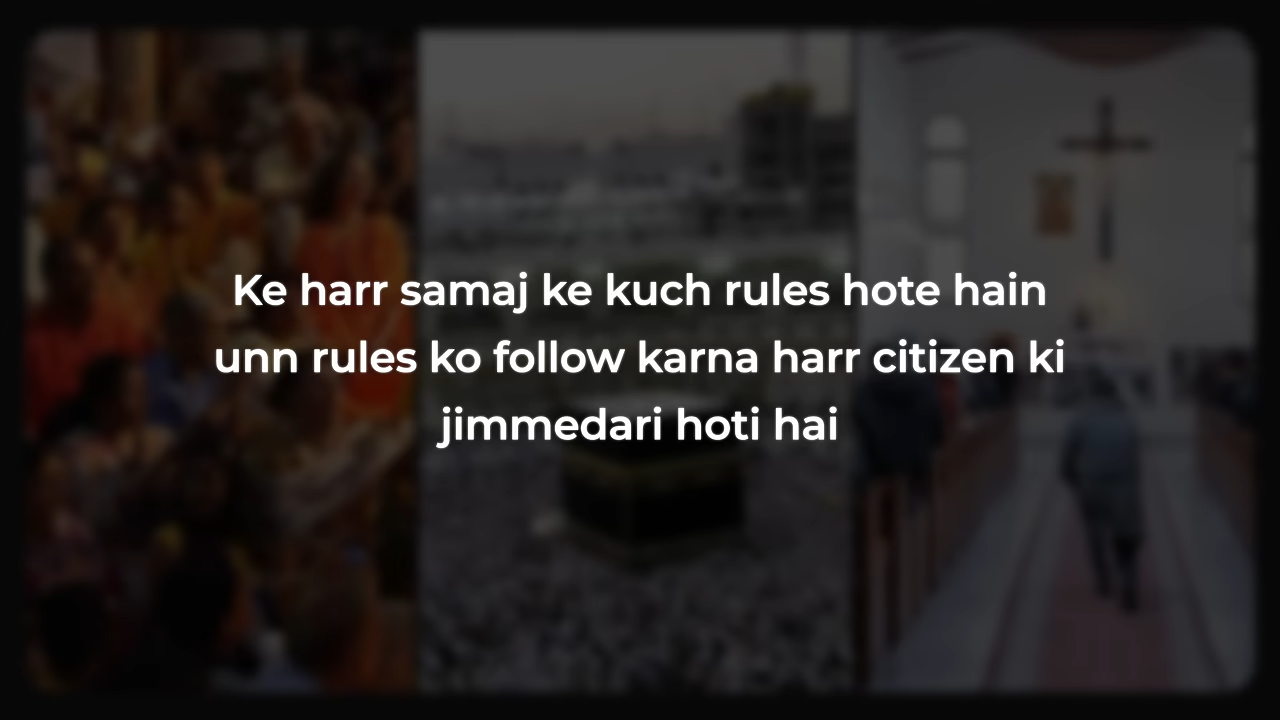 Ke harr samaj ke kuch rules hote hain
unn rules ko follow karna harr citizen ki
jimmedari hoti hai